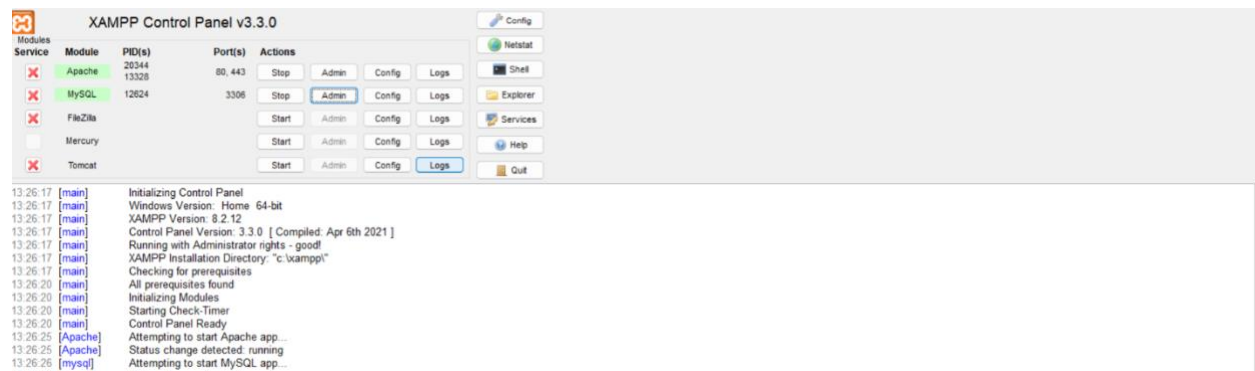 XAMPP Control Panel v3.3.0
Config
Modules
Service Module PID(s) Port(s) Actions
Netstat
Apache 20344 13328 80, 443 Stop Admin Config Logs
Shell
MySQL 12624 3306 Stop Admin Config Logs
Explorer
FileZilla Start Admin Config Logs
Services
Mercury Start Admin Config Logs
Help
Tomcat Start Admin Config Logs
Quit
13:26:17 [main] Initializing Control Panel
13:26:17 [main] Windows Version: Home 64-bit
13:26:17 [main] XAMPP Version: 8.2.12
13:26:17 [main] Control Panel Version: 3.3.0 [ Compiled: Apr 6th 2021 ]
13:26:17 [main] Running with Administrator rights - good!
13:26:17 [main] XAMPP Installation Directory: "c:\xampp\"
13:26:17 [main] Checking for prerequisites
13:26:20 [main] All prerequisites found
13:26:20 [main] Initializing Modules
13:26:20 [main] Starting Check-Timer
13:26:20 [main] Control Panel Ready
13:26:25 [Apache] Attempting to start Apache app...
13:26:25 [Apache] Status change detected: running
13:26:26 [mysql] Attempting to start MySQL app...